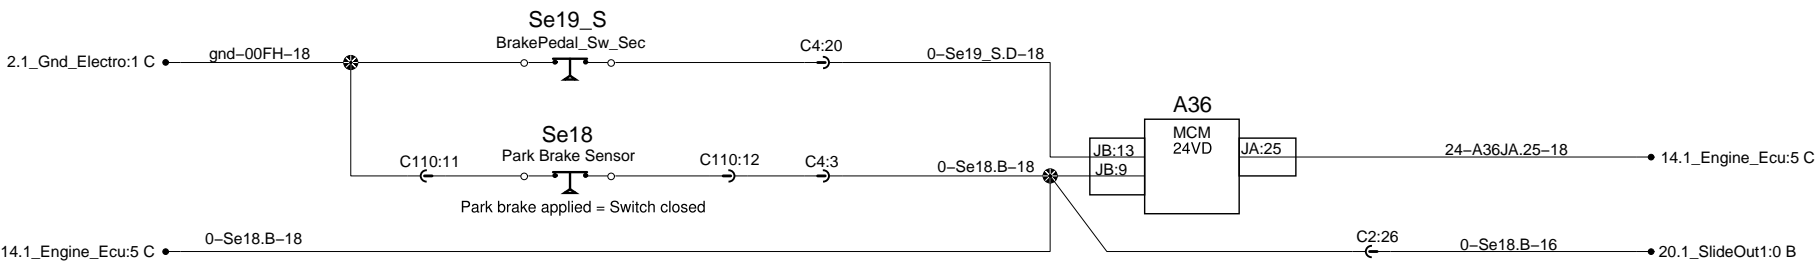 Se19_S
BrakePedal_Sw_Sec
2.1_Gnd_Electro:1 C
gnd−00FH−18
C4:20
0−Se19_S.D−18
A36
MCM
24VD
Se18
Park Brake Sensor
C110:11
C110:12
C4:3
0−Se18.B−18
JB:13
JB:9
JA:25
24−A36JA.25−18
14.1_Engine_Ecu:5 C
Park brake applied = Switch closed
14.1_Engine_Ecu:5 C
0−Se18.B−18
C2:26
0−Se18.B−16
20.1_SlideOut1:0 B